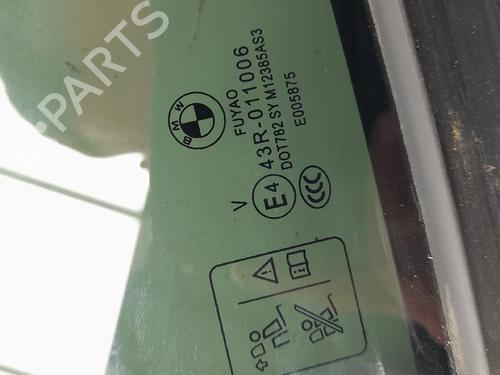 BMW
FUYAO
43R-011006
DOT782 SY M12385AS3
E005875
V
E4
CCC
PARTS